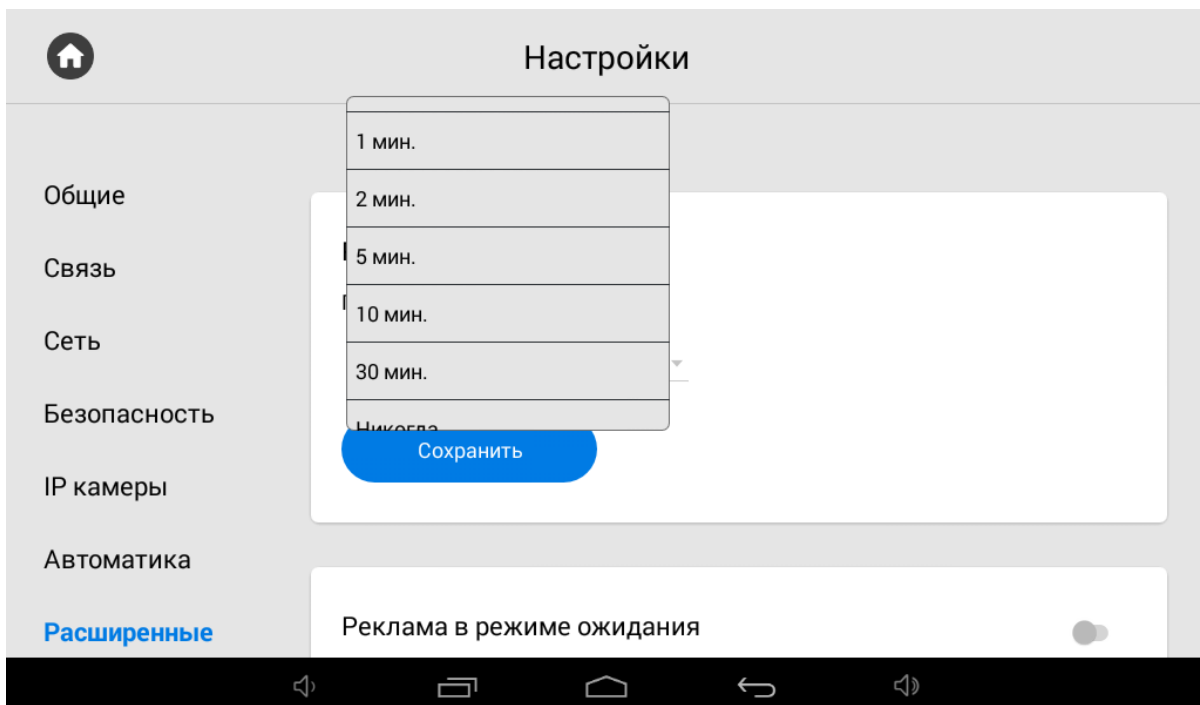 Настройки
1 мин.
2 мин.
5 мин.
10 мин.
30 мин.
Никогда
Сохранить
Общие
Связь
Сеть
Безопасность
IP камеры
Автоматика
Расширенные
Реклама в режиме ожидания